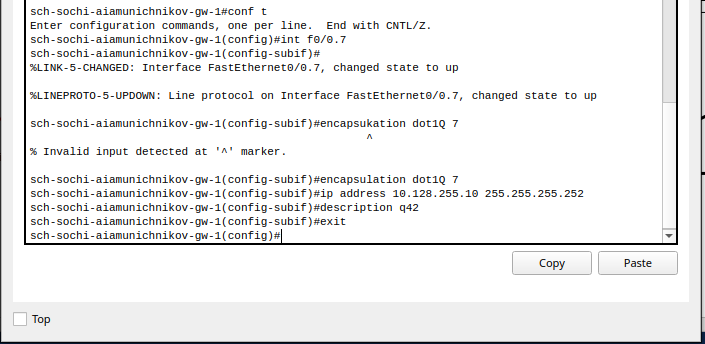 sch-sochi-aiamunichnikov-gw-1#conf t
Enter configuration commands, one per line.  End with CNTL/Z.
sch-sochi-aiamunichnikov-gw-1(config)#int f0/0.7
sch-sochi-aiamunichnikov-gw-1(config-subif)#
%LINK-5-CHANGED: Interface FastEthernet0/0.7, changed state to up
%LINEPROTO-5-UPDOWN: Line protocol on Interface FastEthernet0/0.7, changed state to up
sch-sochi-aiamunichnikov-gw-1(config-subif)#encapsukation dot1Q 7
^
% Invalid input detected at '^' marker.
sch-sochi-aiamunichnikov-gw-1(config-subif)#encapsulation dot1Q 7
sch-sochi-aiamunichnikov-gw-1(config-subif)#ip address 10.128.255.10 255.255.255.252
sch-sochi-aiamunichnikov-gw-1(config-subif)#description q42
sch-sochi-aiamunichnikov-gw-1(config-subif)#exit
sch-sochi-aiamunichnikov-gw-1(config)#
Copy Paste
Top